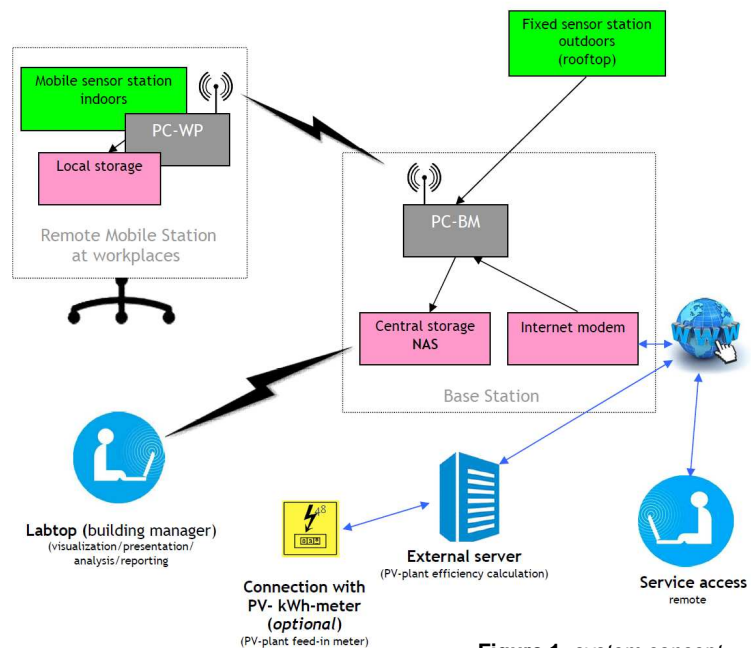 Fixed sensor station
outdoors
(rooftop)
Mobile sensor station
indoors
PC-WP
Local storage
Remote Mobile Station
at workplaces
PC-BM
Central storage
NAS
Internet modem
WWW
Base Station
Labtop (building manager)
(visualization/presentation/
analysis/reporting
48
External server
(PV-plant efficiency calculation)
Service access
remote
Connection with
PV- kWh-meter
(optional)
(PV-plant feed-in meter)
Figure 1. system concept